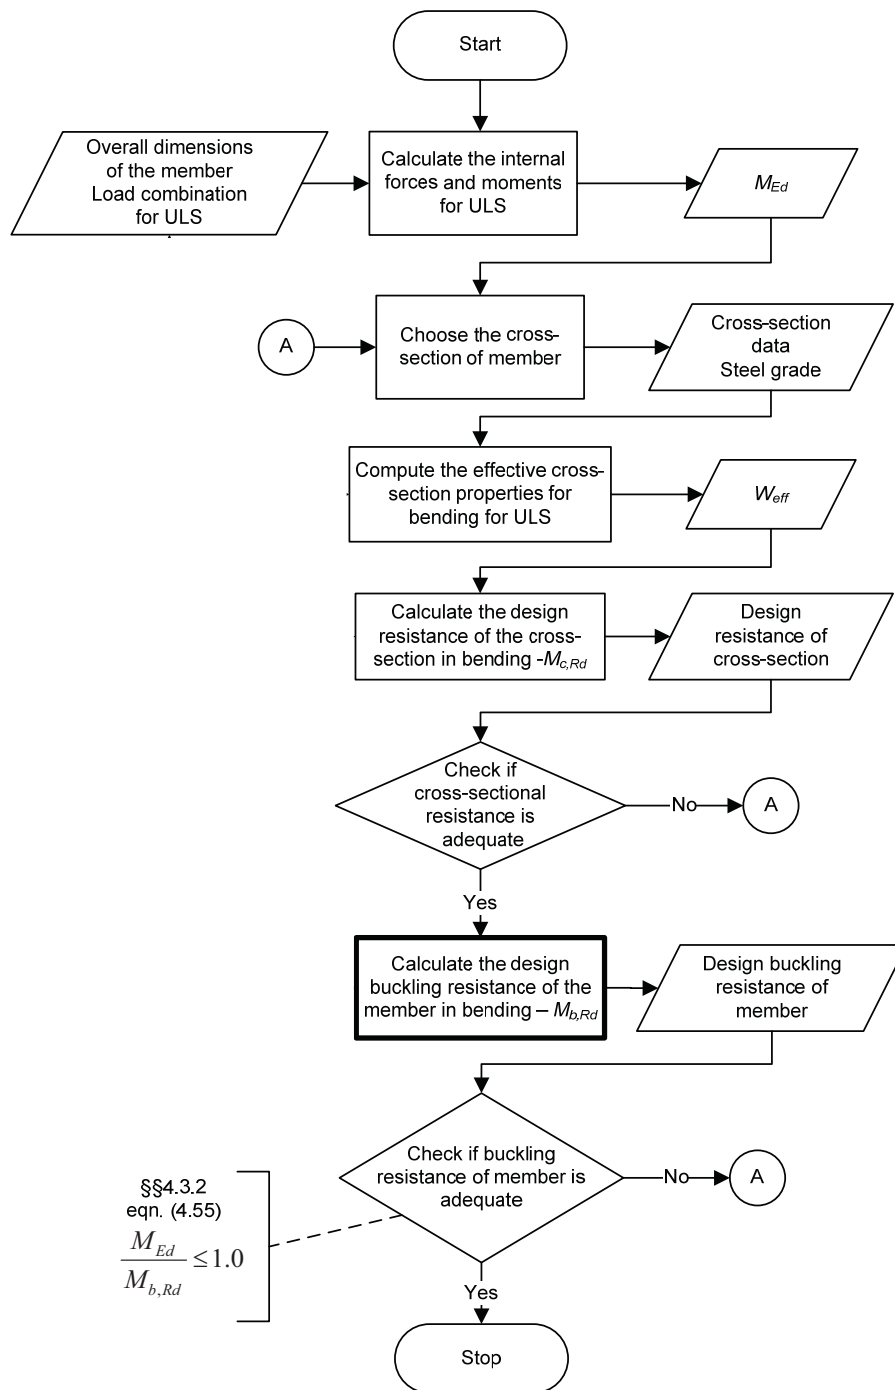 Start
Overall dimensions
of the member
Load combination
for ULS
Calculate the internal
forces and moments
for ULS
M_Ed
A
Choose the cross-
section of member
Cross-section
data
Steel grade
Compute the effective cross-
section properties for
bending for ULS
W_eff
Calculate the design
resistance of the cross-
section in bending -M_c,Rd
Design
resistance of
cross-section
Check if
cross-sectional
resistance is
adequate
No
A
Yes
Calculate the design
buckling resistance of the
member in bending – M_b,Rd
Design buckling
resistance of
member
Check if buckling
resistance of member is
adequate
No
A
§§4.3.2
eqn. (4.55)
M_Ed / M_b,Rd ≤ 1.0
Yes
Stop